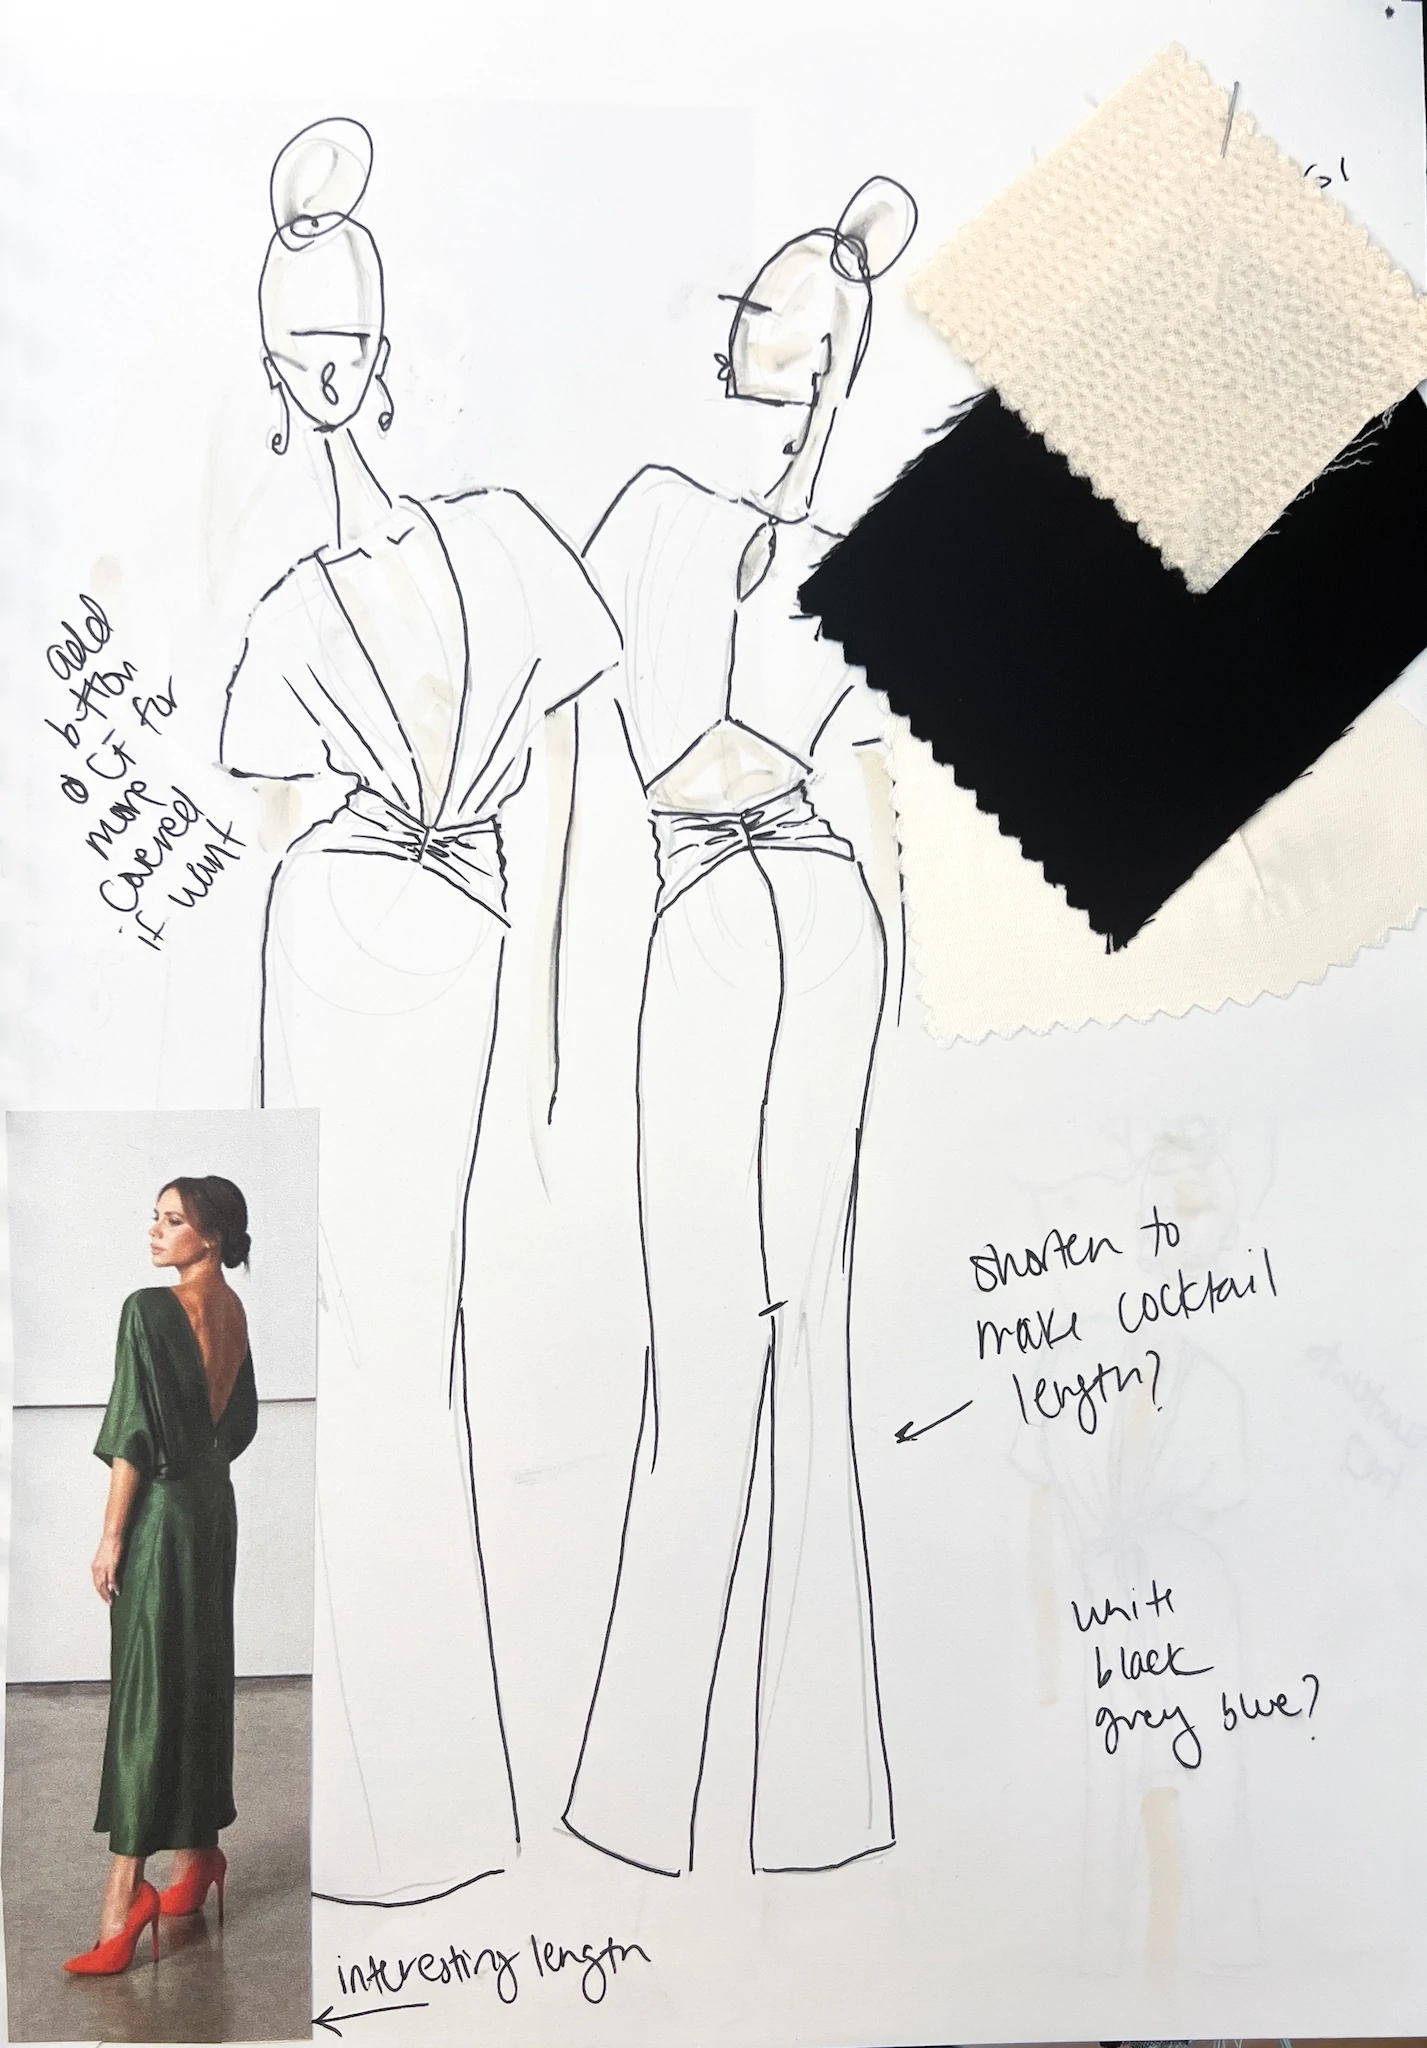 add
button
@ CF for
more
covered
if want
shorten to
make cocktail
length?
white
black
grey blue?
interesting length